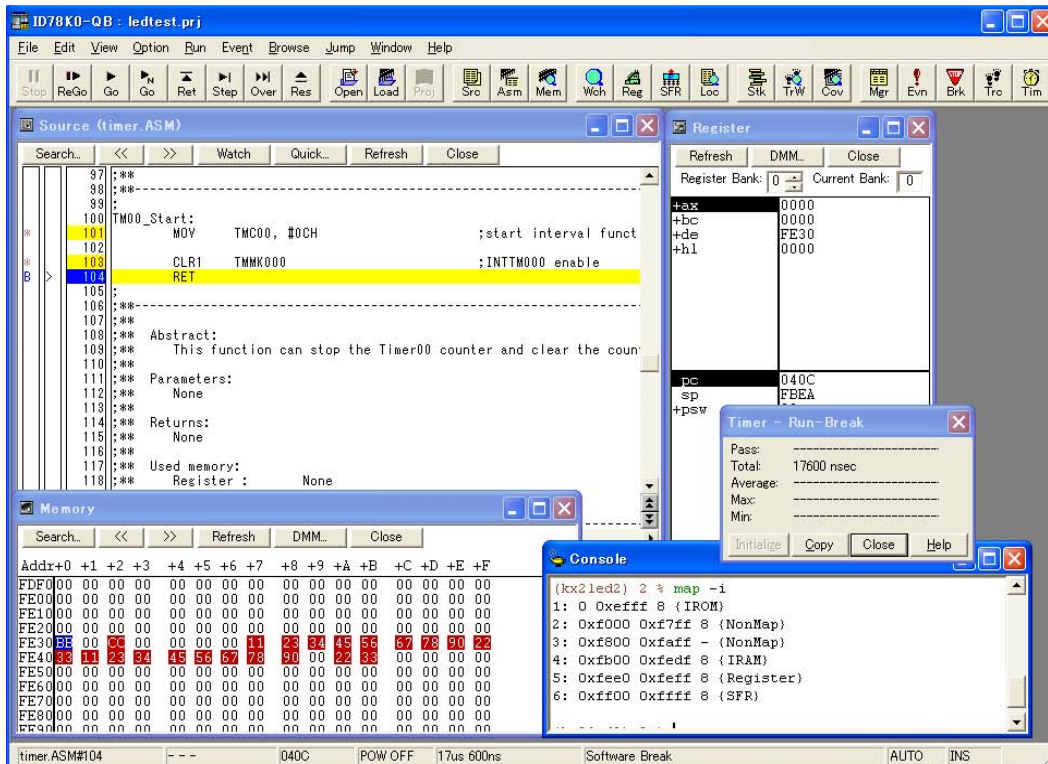 ID78K0-QB : ledtest.prj
File Edit View Option Run Event Browse Jump Window Help
Stop ReGo Go Go Ret Step Over Res Open Load Proj Src Asm Mem Wch Reg SFR Loc Stk TrW Cov Mgr Evn Brk Trc Tim
Source (timer.ASM)
Search... << >> Watch Quick... Refresh Close
97 ;**
98 ;**--------------------------------------------------------------
99 ;
100 TM00_Start:
* 101 MOV TMC00, #0CH ;start interval funct
102
* 103 CLR1 TMMK000 ;INTTM000 enable
B > 104 RET
105 ;
106 ;**--------------------------------------------------------------
107 ;**
108 ;** Abstract:
109 ;** This function can stop the Timer00 counter and clear the coun
110 ;**
111 ;** Parameters:
112 ;** None
113 ;**
114 ;** Returns:
115 ;** None
116 ;**
117 ;** Used memory:
118 ;** Register : None
Register
Refresh DMM... Close
Register Bank: 0 Current Bank: 0
+ax 0000
+bc 0000
+de FE30
+hl 0000
pc 040C
sp FBEA
+psw
Timer - Run-Break
Pass: --------------------
Total: 17600 nsec
Average: --------------------
Max: --------------------
Min: --------------------
Initialize Copy Close Help
Memory
Search... << >> Refresh DMM... Close
Addr +0 +1 +2 +3 +4 +5 +6 +7 +8 +9 +A +B +C +D +E +F
FDF0 00 00 00 00 00 00 00 00 00 00 00 00 00 00 00 00
FE00 00 00 00 00 00 00 00 00 00 00 00 00 00 00 00 00
FE10 00 00 00 00 00 00 00 00 00 00 00 00 00 00 00 00
FE20 00 00 00 00 00 00 00 00 00 00 00 00 00 00 00 00
FE30 BB 00 CC 00 00 00 00 11 23 34 45 56 67 78 90 22
FE40 33 11 23 34 45 56 67 78 90 00 22 33 00 00 00 00
FE50 00 00 00 00 00 00 00 00 00 00 00 00 00 00 00 00
FE60 00 00 00 00 00 00 00 00 00 00 00 00 00 00 00 00
FE70 00 00 00 00 00 00 00 00 00 00 00 00 00 00 00 00
FE80 00 00 00 00 00 00 00 00 00 00 00 00 00 00 00 00
FE90 00 00 00 00 00 00 00 00 00 00 00 00 00 00 00 00
Console
(kx2led2) 2 % map -i
1: 0 0xefff 8 {IROM}
2: 0xf000 0xf7ff 8 {NonMap}
3: 0xf800 0xfaff - {NonMap}
4: 0xfb00 0xfedf 8 {IRAM}
5: 0xfee0 0xfeff 8 {Register}
6: 0xff00 0xffff 8 {SFR}
timer.ASM#104 --- 040C POW OFF 17us 600ns Software Break AUTO INS